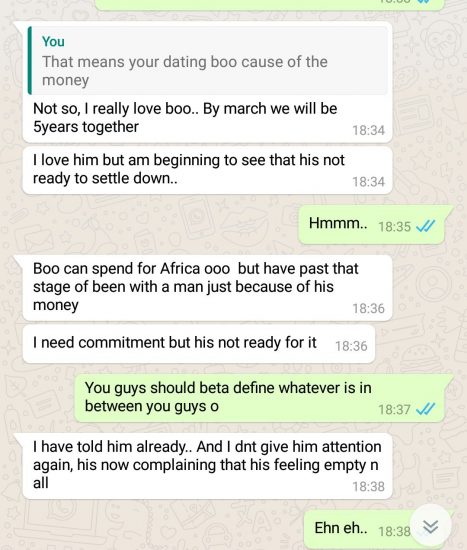 You
That means your dating boo cause of the
money
Not so, I really love boo.. By march we will be
5years together
18:34
I love him but am beginning to see that his not
ready to settle down..
18:34
Hmmm.. 18:35
Boo can spend for Africa ooo but have past that
stage of been with a man just because of his
money
18:36
I need commitment but his not ready for it 18:36
You guys should beta define whatever is in
between you guys o
18:37
I have told him already.. And I dnt give him attention
again, his now complaining that his feeling empty n
all
18:38
Ehn eh.. 18:38